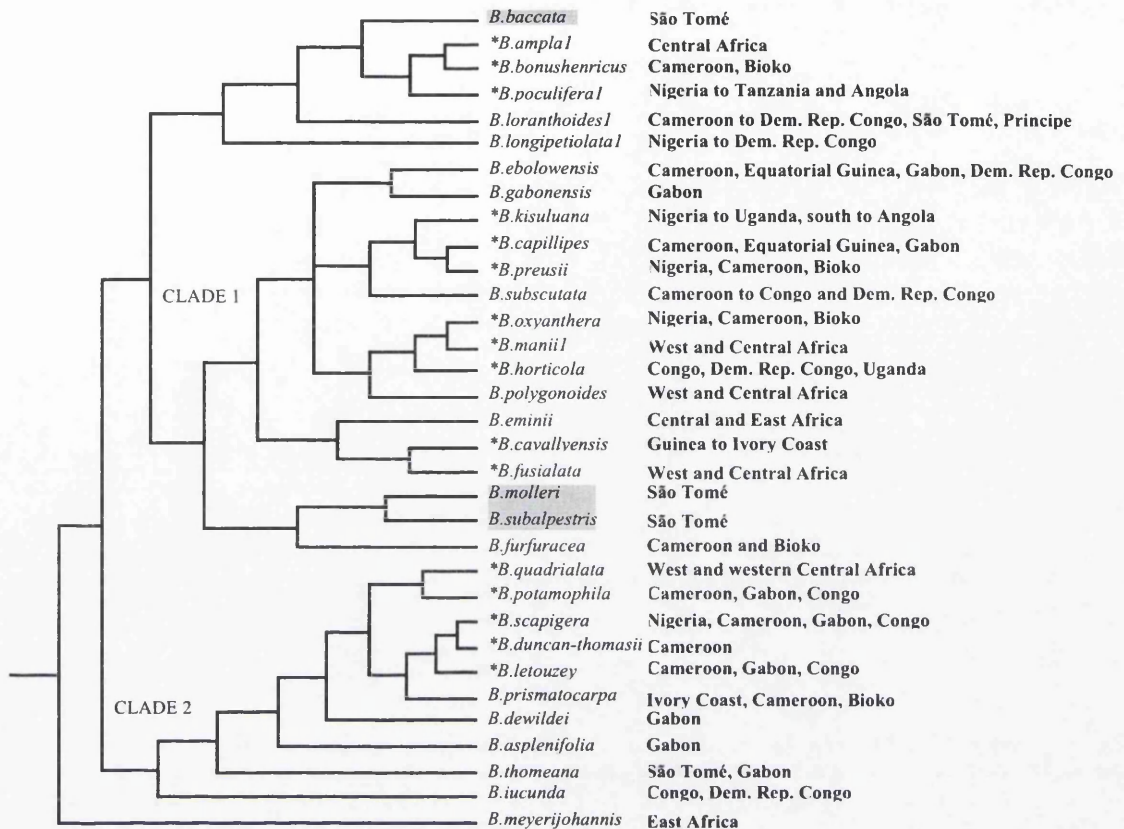 B.baccata São Tomé
*B.ampla1 Central Africa
*B.bonushenricus Cameroon, Bioko
*B.poculifera1 Nigeria to Tanzania and Angola
B.loranthoides1 Cameroon to Dem. Rep. Congo, São Tomé, Principe
B.longipetiolata1 Nigeria to Dem. Rep. Congo
B.ebolowensis Cameroon, Equatorial Guinea, Gabon, Dem. Rep. Congo
B.gabonensis Gabon
*B.kisuluana Nigeria to Uganda, south to Angola
*B.capillipes Cameroon, Equatorial Guinea, Gabon
*B.preusii Nigeria, Cameroon, Bioko
CLADE 1
B.subscutata Cameroon to Congo and Dem. Rep. Congo
*B.oxyanthera Nigeria, Cameroon, Bioko
*B.manii1 West and Central Africa
*B.horticola Congo, Dem. Rep. Congo, Uganda
B.polygonoides West and Central Africa
B.eminii Central and East Africa
*B.cavallyensis Guinea to Ivory Coast
*B.fusialata West and Central Africa
B.molleri São Tomé
B.subalpestris São Tomé
B.furfuracea Cameroon and Bioko
*B.quadrialata West and western Central Africa
*B.potamophila Cameroon, Gabon, Congo
*B.scapigera Nigeria, Cameroon, Gabon, Congo
*B.duncan-thomasii Cameroon
*B.letouzey Cameroon, Gabon, Congo
B.prismatocarpa Ivory Coast, Cameroon, Bioko
CLADE 2
B.dewildei Gabon
B.asplenifolia Gabon
B.thomeana São Tomé, Gabon
B.iucunda Congo, Dem. Rep. Congo
B.meyerijohannis East Africa